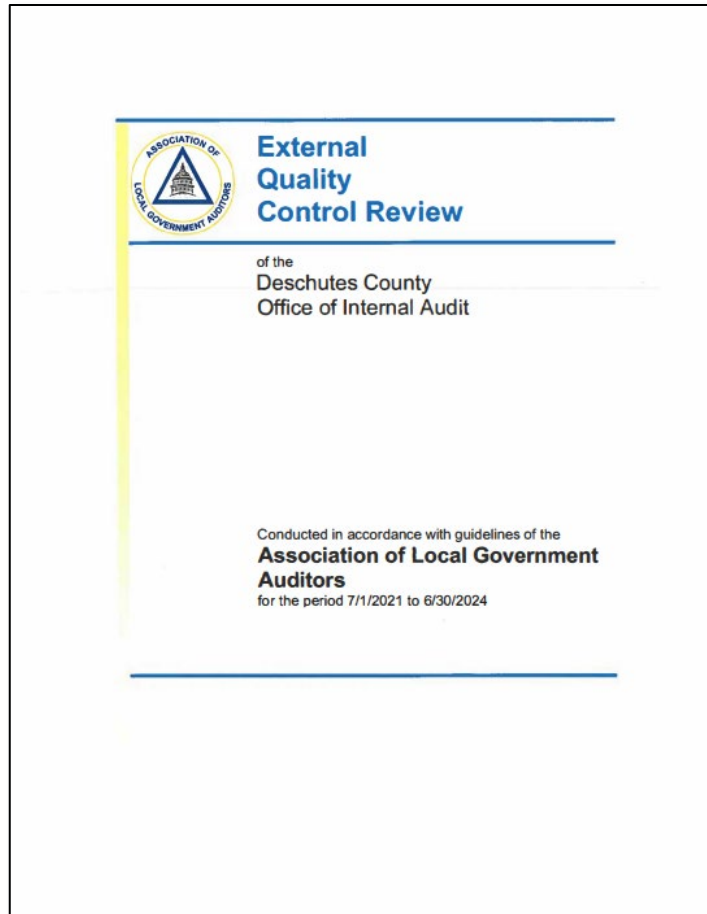 ASSOCIATION OF
LOCAL GOVERNMENT AUDITORS
External
Quality
Control Review
of the
Deschutes County
Office of Internal Audit
Conducted in accordance with guidelines of the
Association of Local Government
Auditors
for the period 7/1/2021 to 6/30/2024